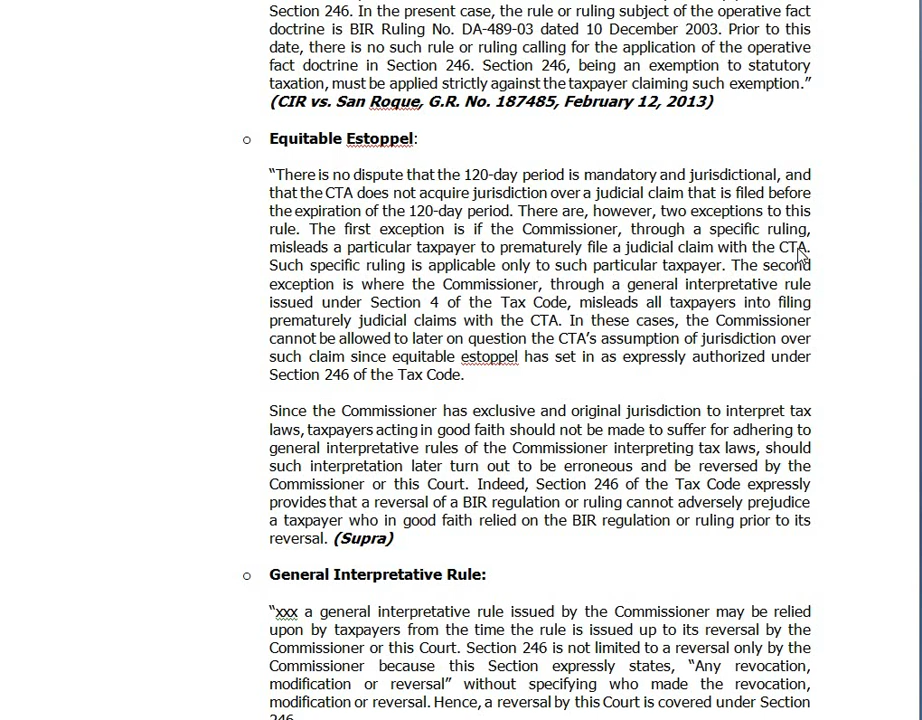 Section 246. In the present case, the rule or ruling subject of the operative fact
doctrine is BIR Ruling No. DA-489-03 dated 10 December 2003. Prior to this
date, there is no such rule or ruling calling for the application of the operative
fact doctrine in Section 246. Section 246, being an exemption to statutory
taxation, must be applied strictly against the taxpayer claiming such exemption.”
(CIR vs. San Roque, G.R. No. 187485, February 12, 2013)
o Equitable Estoppel:
“There is no dispute that the 120-day period is mandatory and jurisdictional, and
that the CTA does not acquire jurisdiction over a judicial claim that is filed before
the expiration of the 120-day period. There are, however, two exceptions to this
rule. The first exception is if the Commissioner, through a specific ruling,
misleads a particular taxpayer to prematurely file a judicial claim with the CTA.
Such specific ruling is applicable only to such particular taxpayer. The second
exception is where the Commissioner, through a general interpretative rule
issued under Section 4 of the Tax Code, misleads all taxpayers into filing
prematurely judicial claims with the CTA. In these cases, the Commissioner
cannot be allowed to later on question the CTA’s assumption of jurisdiction over
such claim since equitable estoppel has set in as expressly authorized under
Section 246 of the Tax Code.
Since the Commissioner has exclusive and original jurisdiction to interpret tax
laws, taxpayers acting in good faith should not be made to suffer for adhering to
general interpretative rules of the Commissioner interpreting tax laws, should
such interpretation later turn out to be erroneous and be reversed by the
Commissioner or this Court. Indeed, Section 246 of the Tax Code expressly
provides that a reversal of a BIR regulation or ruling cannot adversely prejudice
a taxpayer who in good faith relied on the BIR regulation or ruling prior to its
reversal. (Supra)
o General Interpretative Rule:
“xxx a general interpretative rule issued by the Commissioner may be relied
upon by taxpayers from the time the rule is issued up to its reversal by the
Commissioner or this Court. Section 246 is not limited to a reversal only by the
Commissioner because this Section expressly states, “Any revocation,
modification or reversal” without specifying who made the revocation,
modification or reversal. Hence, a reversal by this Court is covered under Section
246.